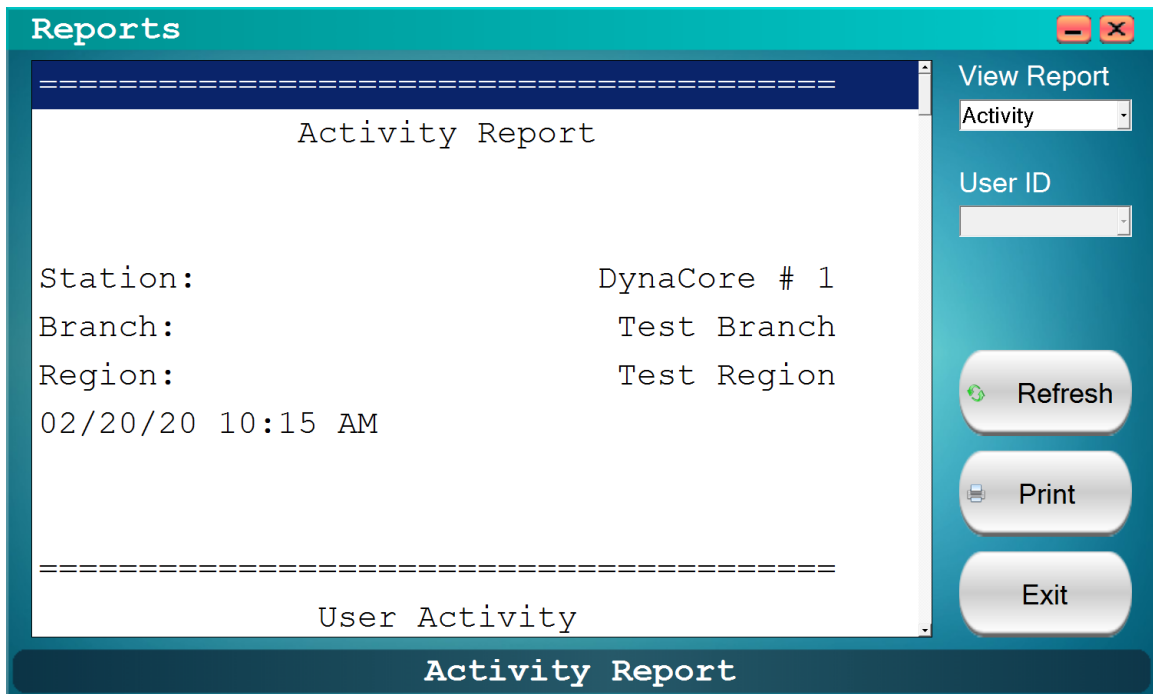 Reports
========================================
Activity Report
Station: DynaCore # 1
Branch: Test Branch
Region: Test Region
02/20/20 10:15 AM
========================================
User Activity
View Report
Activity
User ID
Refresh
Print
Exit
Activity Report